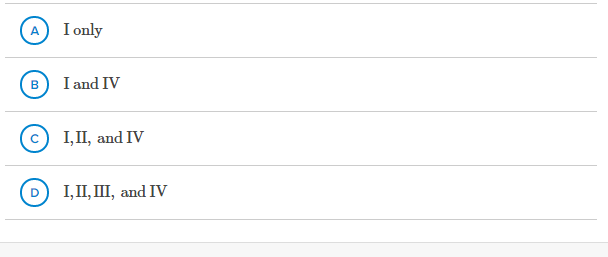 A I only
B I and IV
C I, II, and IV
D I, II, III, and IV